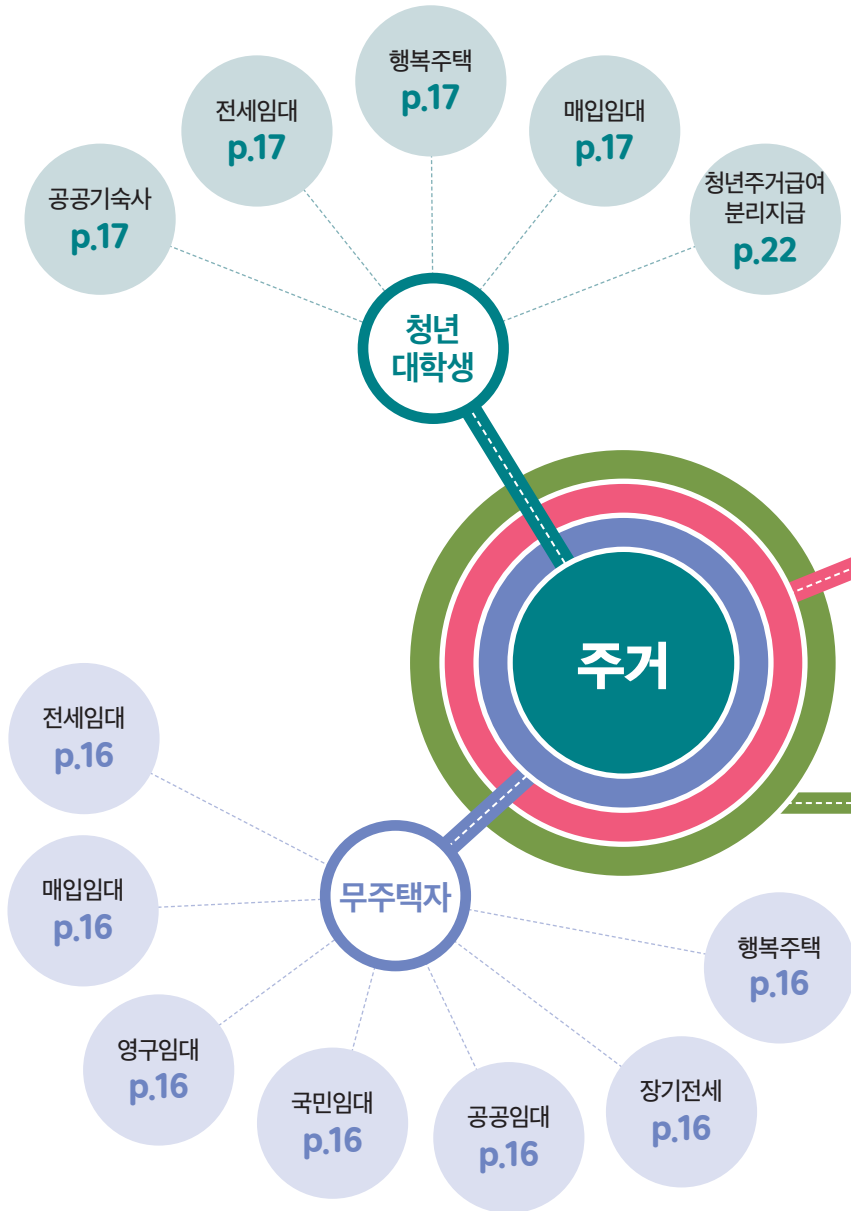 행복주택
p.17
전세임대
p.17
매입임대
p.17
공공기숙사
p.17
청년주거급여
분리지급
p.22
청년
대학생
주거
전세임대
p.16
매입임대
p.16
무주택자
행복주택
p.16
영구임대
p.16
국민임대
p.16
공공임대
p.16
장기전세
p.16